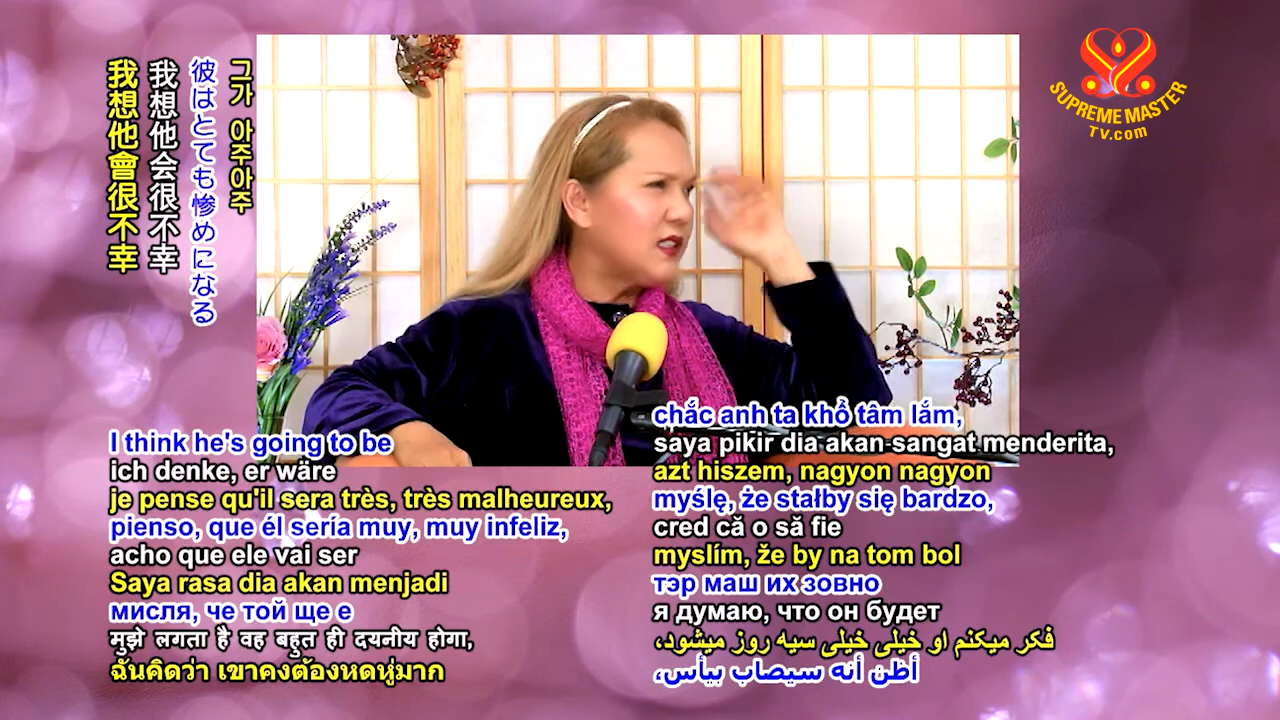 그가 아주아주
彼はとても惨めになる
我想他会很不幸
我想他會很不幸
SUPREME MASTER
TV.com
I think he's going to be
ich denke, er wäre
je pense qu'il sera très, très malheureux,
pienso, que él sería muy, muy infeliz,
acho que ele vai ser
Saya rasa dia akan menjadi
мисля, че той ще е
मुझे लगता है वह बहुत ही दयनीय होगा,
ฉันคิดว่า เขาคงต้องหดหู่มาก
chắc anh ta khổ tâm lắm,
saya pikir dia akan sangat menderita,
azt hiszem, nagyon nagyon
myślę, że stałby się bardzo,
cred că o să fie
myslím, že by na tom bol
тэр маш их зовно
я думаю, что он будет
فکر میکنم او خیلی خیلی سیه روز میشود،
أظن أنه سيصاب بيأس،